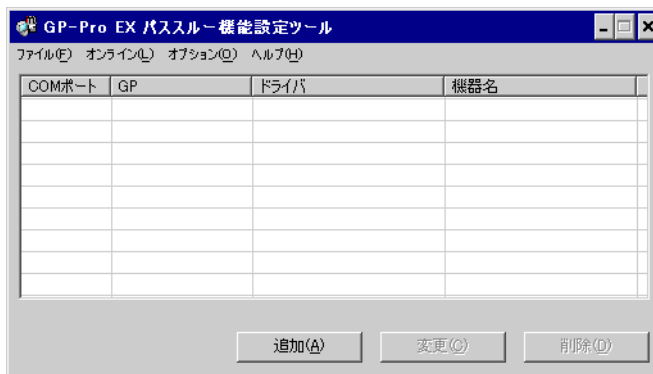 GP-Pro EX パススルー機能設定ツール
ファイル(F) オンライン(L) オプション(O) ヘルプ(H)
COMポート GP ドライバ 機器名
追加(A) 変更(C) 削除(D)